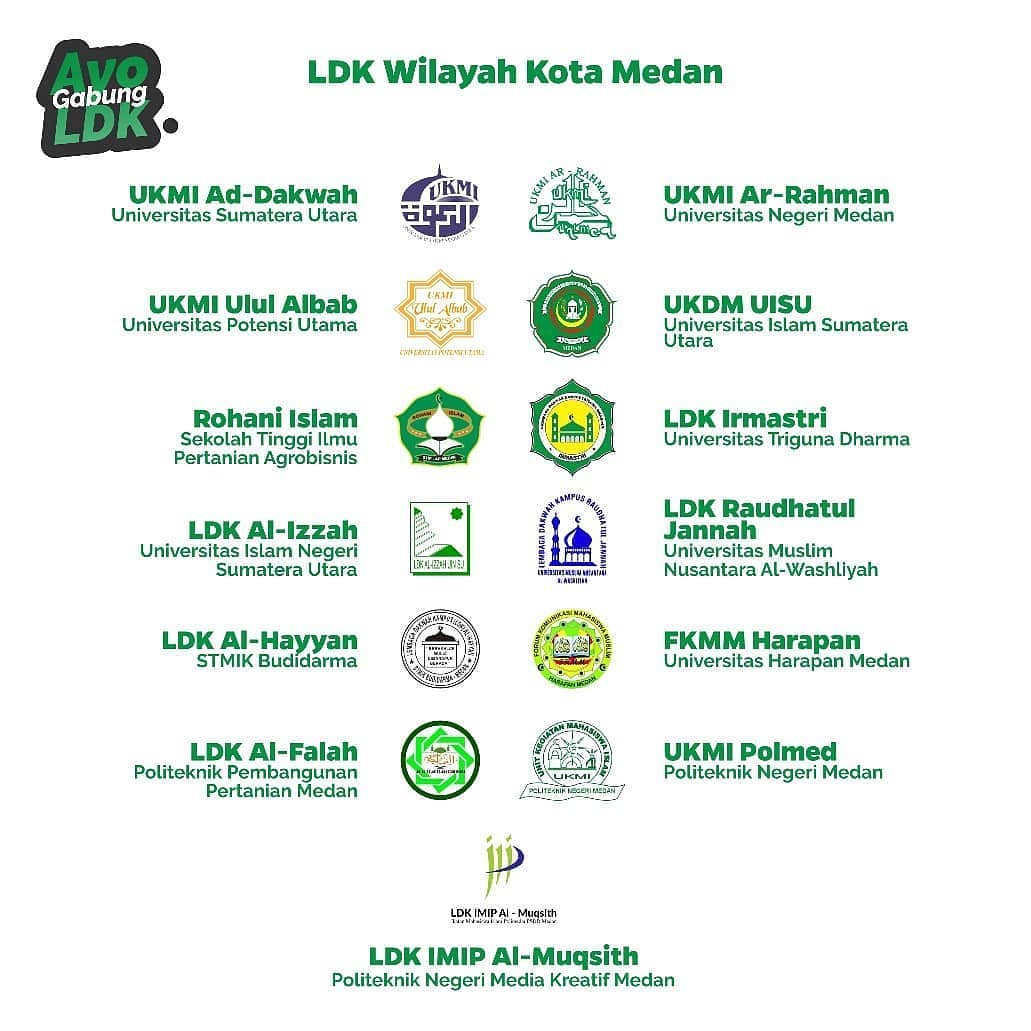 Ayo
Gabung
LDK.
LDK Wilayah Kota Medan
UKMI Ad-Dakwah
Universitas Sumatera Utara
UKMI
UKMI AR - RAHMAN
UKMI Ar-Rahman
Universitas Negeri Medan
UKMI Ulul Albab
Universitas Potensi Utama
UKMI
Ulul Albab
UNIVERSITAS POTENSI UTAMA
MEDAN
UKDM UISU
Universitas Islam Sumatera
Utara
Rohani Islam
Sekolah Tinggi Ilmu
Pertanian Agrobisnis
ROHANI ISLAM
IRMASTRI
LDK Irmastri
Universitas Triguna Dharma
LDK Al-Izzah
Universitas Islam Negeri
Sumatera Utara
LDK AL-IZZAH UIN SU
LEMBAGA DAKWAH KAMPUS RAUDHATUL JANNAH
UNIVERSITAS MUSLIM NUSANTARA
AL-WASHLIYAH
LDK Raudhatul
Jannah
Universitas Muslim
Nusantara Al-Washliyah
LDK Al-Hayyan
STMIK Budidarma
FORUM KOMUNIKASI MAHASISWA MUSLIM
HARAPAN MEDAN
FKMM Harapan
Universitas Harapan Medan
LDK Al-Falah
Politeknik Pembangunan
Pertanian Medan
UNIT KEGIATAN MAHASISWA ISLAM
UKMI
POLITEKNIK NEGERI MEDAN
UKMI Polmed
Politeknik Negeri Medan
LDK IMIP Al - Muqsith
LDK IMIP Al-Muqsith
Politeknik Negeri Media Kreatif Medan